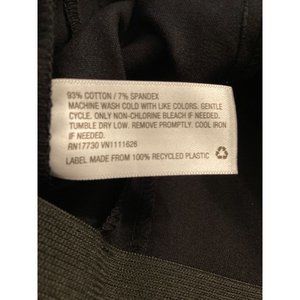 93% COTTON / 7% SPANDEX
MACHINE WASH COLD WITH LIKE COLORS. GENTLE
CYCLE. ONLY NON-CHLORINE BLEACH IF NEEDED.
TUMBLE DRY LOW. REMOVE PROMPTLY. COOL IRON
IF NEEDED.
RN17730 VN1111626
LABEL MADE FROM 100% RECYCLED PLASTIC